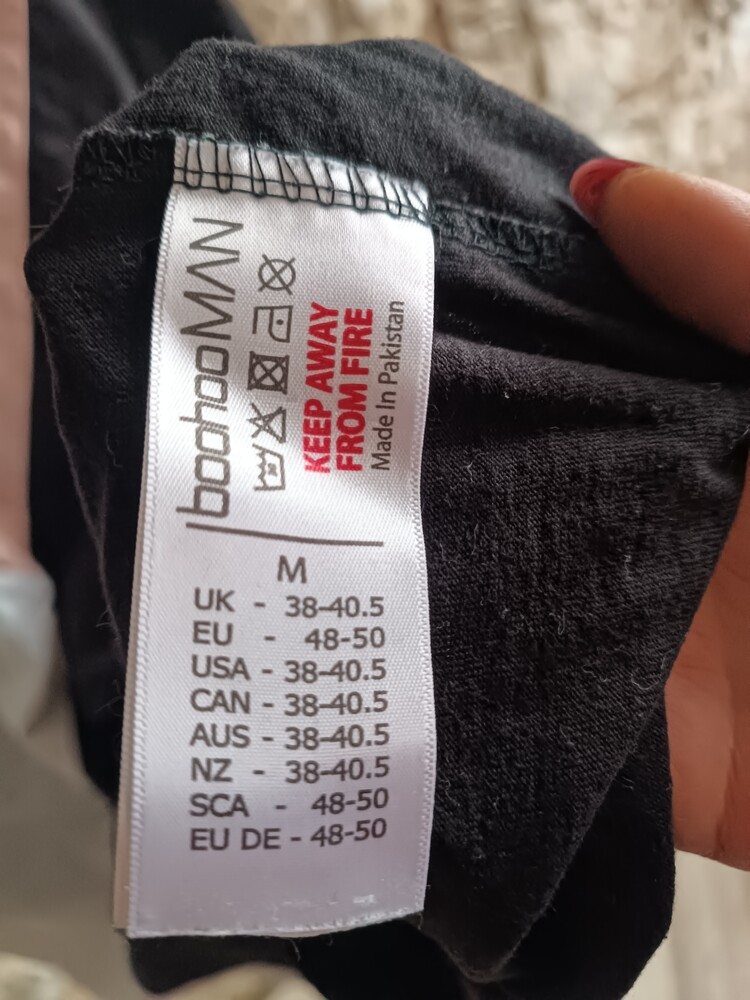 boohooMAN
KEEP AWAY
FROM FIRE
Made In Pakistan
M
UK - 38-40.5
EU - 48-50
USA - 38-40.5
CAN - 38-40.5
AUS - 38-40.5
NZ - 38-40.5
SCA - 48-50
EU DE - 48-50